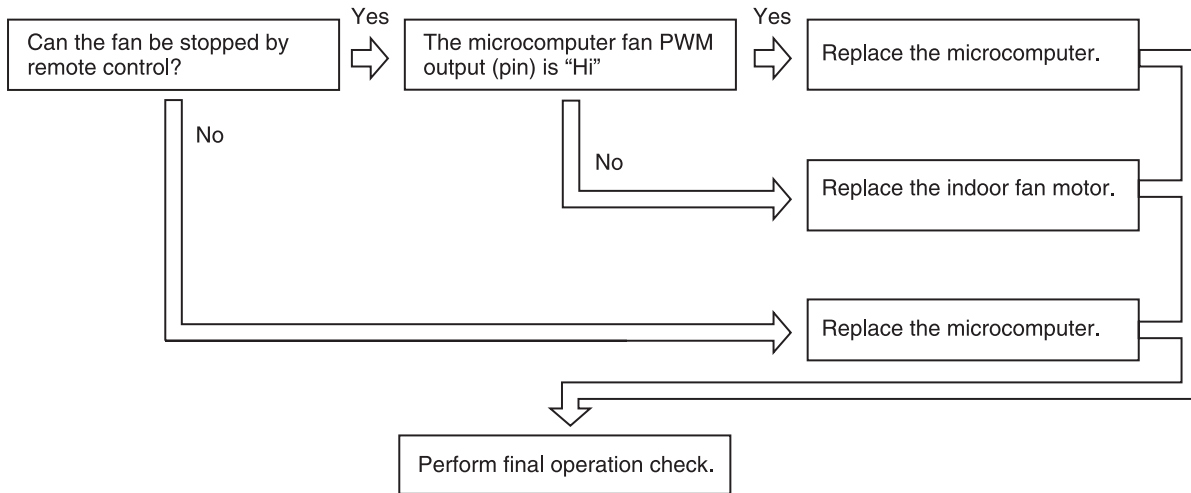 Can the fan be stopped by
remote control?
Yes
The microcomputer fan PWM
output (pin) is “Hi”
Yes
Replace the microcomputer.
No
No
Replace the indoor fan motor.
Replace the microcomputer.
Perform final operation check.